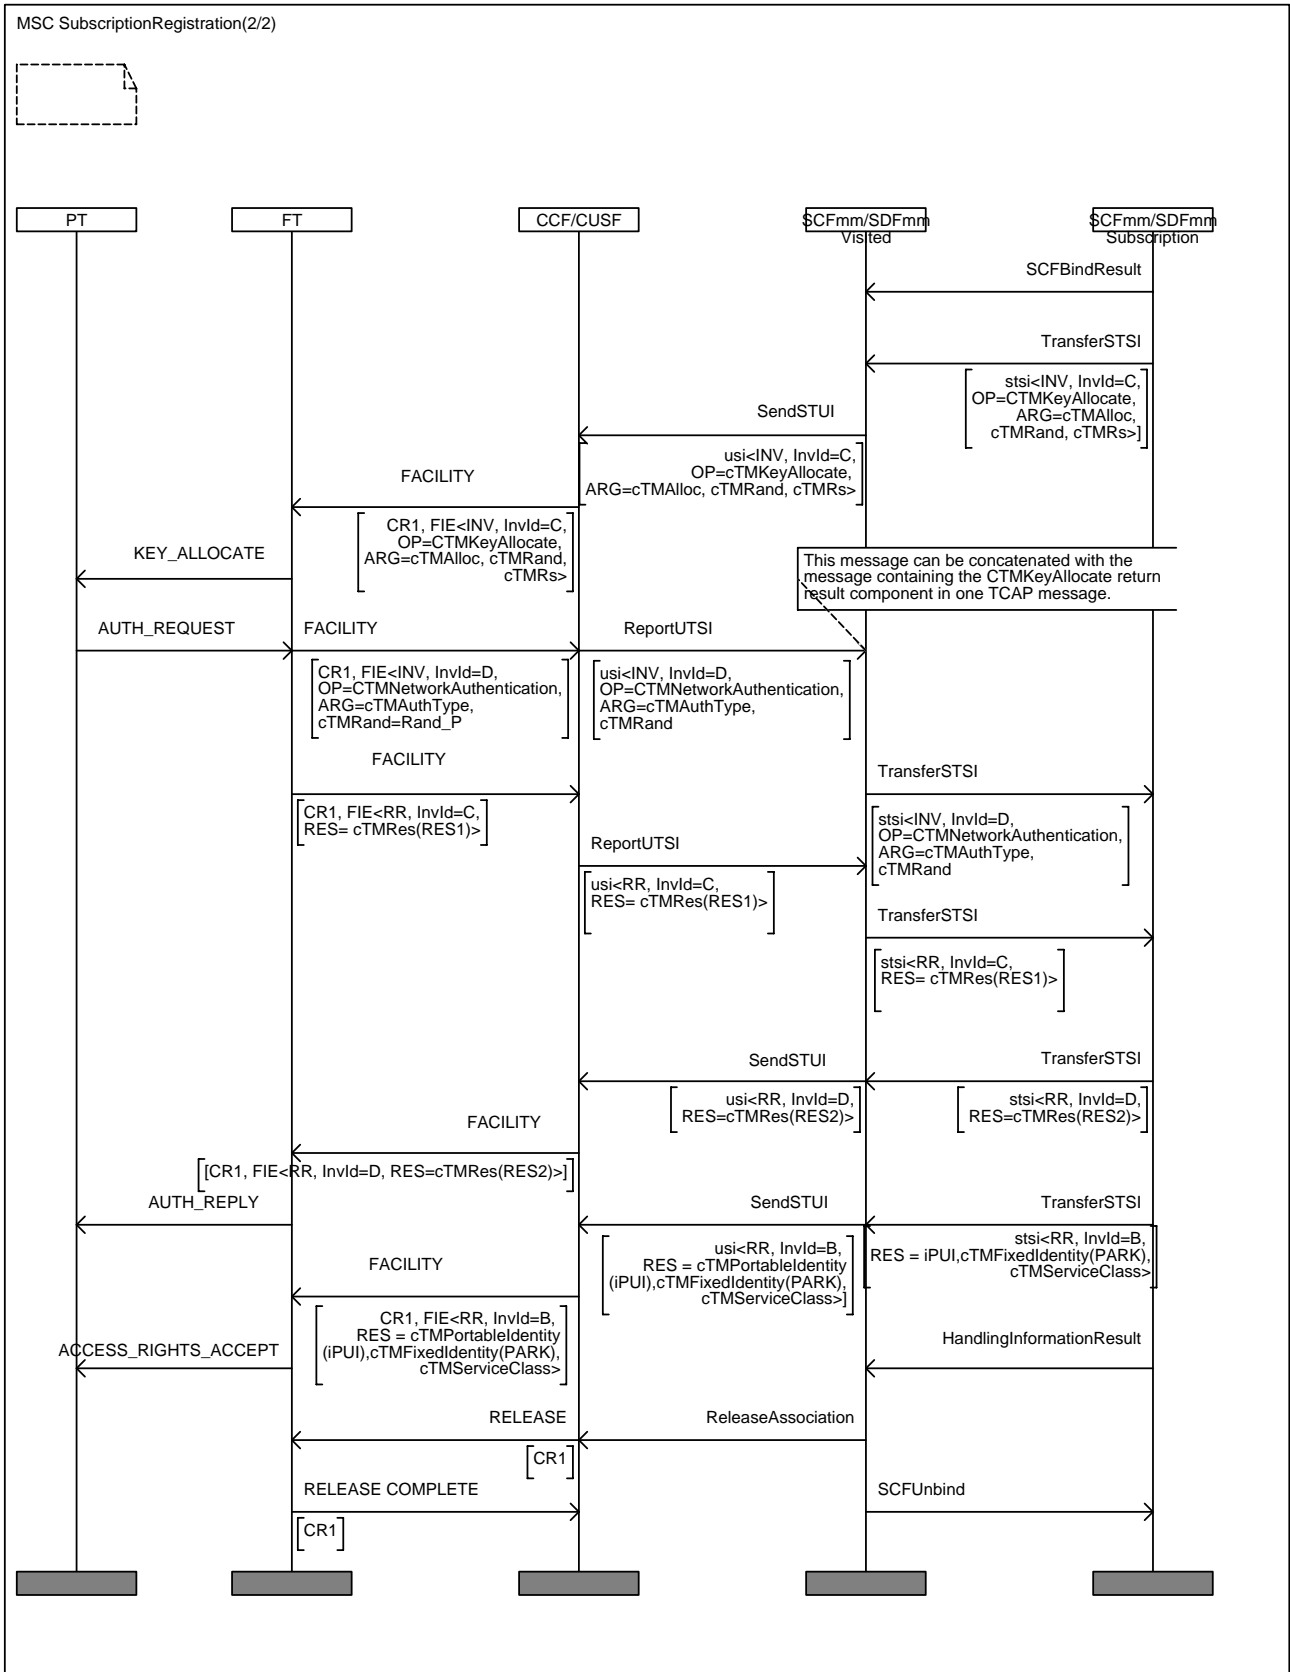 MSC SubscriptionRegistration(2/2)
PT
FT
CCF/CUSF
SCFmm/SDFmm
Visited
SCFmm/SDFmm
Subscription
SCFBindResult
TransferSTSI
stsi<INV, InvId=C,
OP=CTMKeyAllocate,
ARG=cTMAlloc,
cTMRand, cTMRs>]
SendSTUI
usi<INV, InvId=C,
OP=cTMKeyAllocate,
ARG=cTMAlloc, cTMRand, cTMRs>
FACILITY
CR1, FIE<INV, InvId=C,
OP=CTMKeyAllocate,
ARG=cTMAlloc, cTMRand,
cTMRs>
KEY_ALLOCATE
This message can be concatenated with the
message containing the CTMKeyAllocate return
result component in one TCAP message.
AUTH_REQUEST
FACILITY
ReportUTSI
CR1, FIE<INV, InvId=D,
OP=CTMNetworkAuthentication,
ARG=cTMAuthType,
cTMRand=Rand_P
usi<INV, InvId=D,
OP=CTMNetworkAuthentication,
ARG=cTMAuthType,
cTMRand
FACILITY
TransferSTSI
CR1, FIE<RR, InvId=C,
RES= cTMRes(RES1)>
stsi<INV, InvId=D,
OP=CTMNetworkAuthentication,
ARG=cTMAuthType,
cTMRand
ReportUTSI
usi<RR, InvId=C,
RES= cTMRes(RES1)>
TransferSTSI
stsi<RR, InvId=C,
RES= cTMRes(RES1)>
SendSTUI
TransferSTSI
usi<RR, InvId=D,
RES=cTMRes(RES2)>
stsi<RR, InvId=D,
RES=cTMRes(RES2)>
FACILITY
[CR1, FIE<RR, InvId=D, RES=cTMRes(RES2)>]
AUTH_REPLY
SendSTUI
TransferSTSI
usi<RR, InvId=B,
RES = cTMPortableIdentity
(iPUI),cTMFixedIdentity(PARK),
cTMServiceClass>]
stsi<RR, InvId=B,
RES = iPUI,cTMFixedIdentity(PARK),
cTMServiceClass>
FACILITY
CR1, FIE<RR, InvId=B,
RES = cTMPortableIdentity
(iPUI),cTMFixedIdentity(PARK),
cTMServiceClass>
ACCESS_RIGHTS_ACCEPT
HandlingInformationResult
RELEASE
ReleaseAssociation
CR1
RELEASE COMPLETE
SCFUnbind
CR1